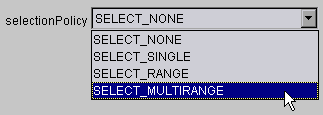 selectionPolicy SELECT_NONE
SELECT_NONE
SELECT_SINGLE
SELECT_RANGE
SELECT_MULTIRANGE